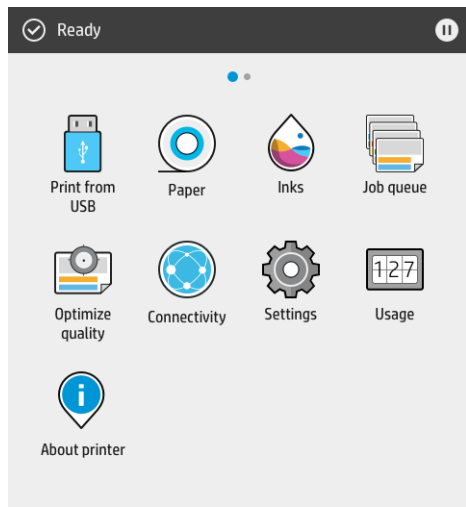 Ready
Print from
USB
Paper
Inks
Job queue
Optimize
quality
Connectivity
Settings
127
Usage
i
About printer